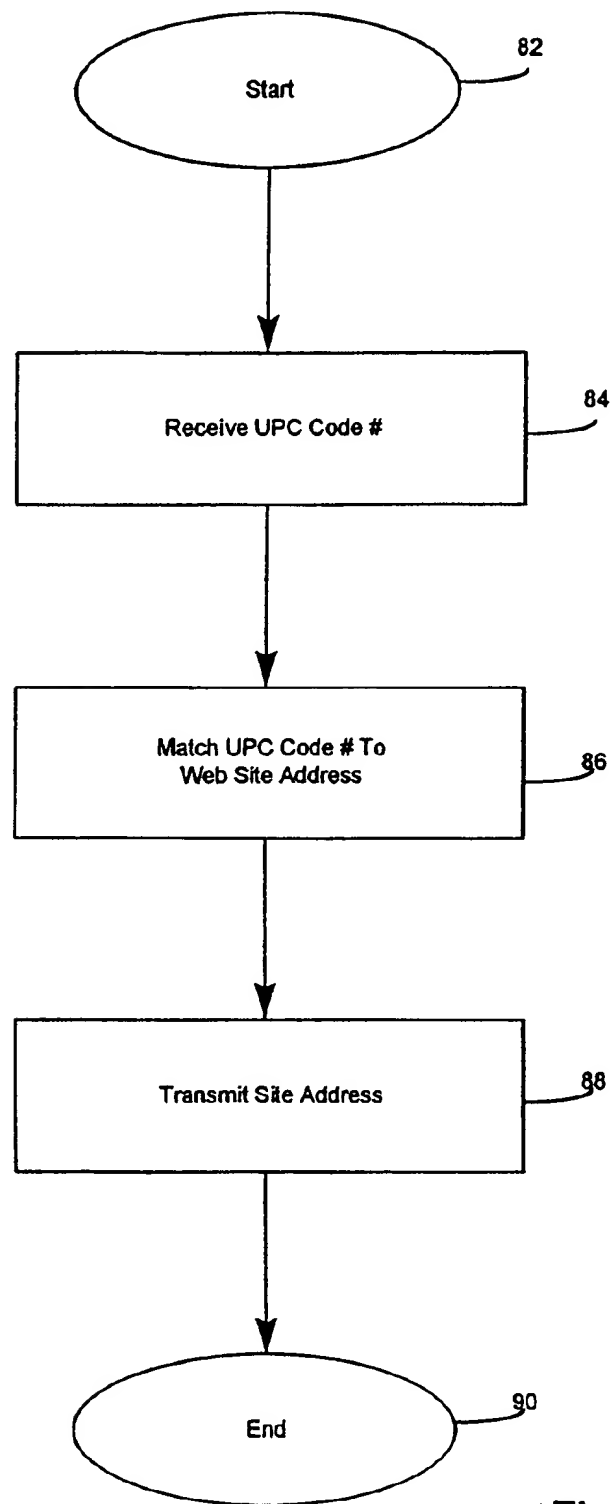 Start
82
Receive UPC Code #
84
Match UPC Code # To
Web Site Address
86
Transmit Site Address
88
End
90